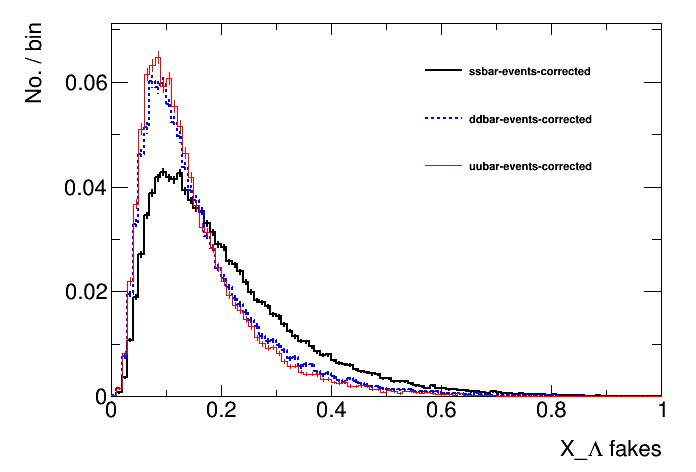 No. / bin
0.06
0.04
0.02
0
ssbar-events-corrected
ddbar-events-corrected
uubar-events-corrected
0 0.2 0.4 0.6 0.8 1
X_Λ fakes